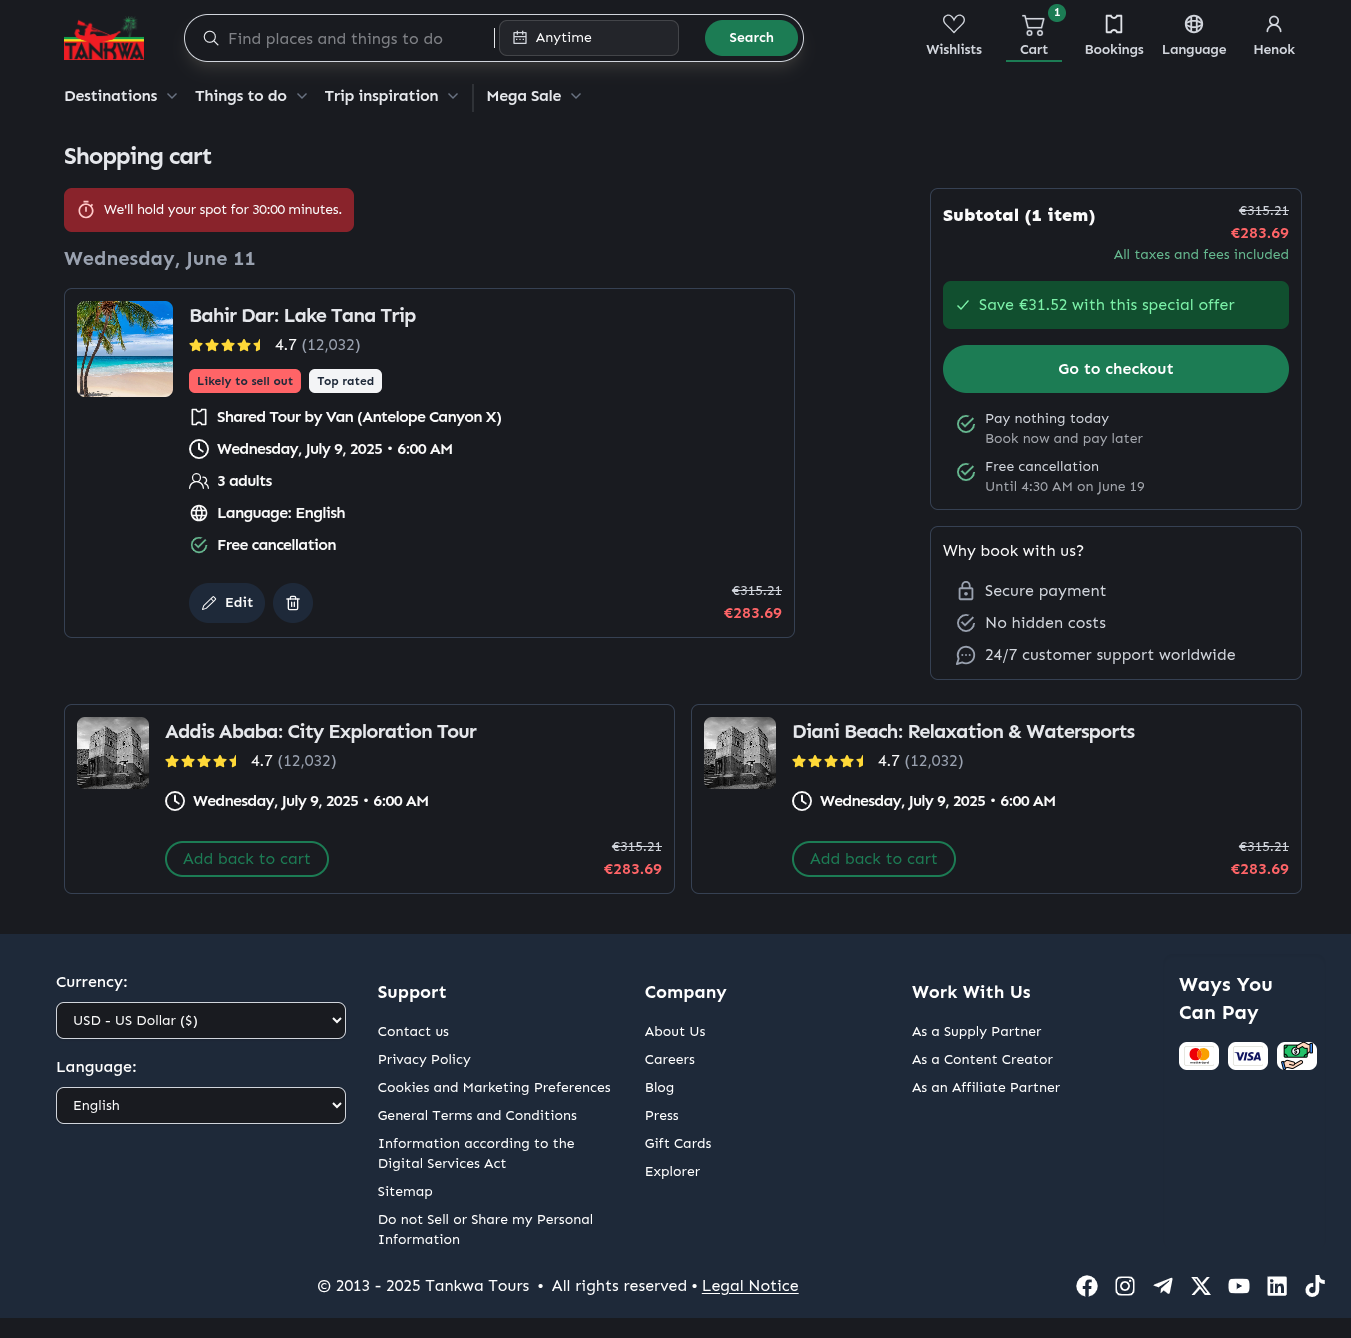 TANKWA
Find places and things to do
Anytime
Search
Wishlists
1
Cart
Bookings
Language
Henok
Destinations
Things to do
Trip inspiration
Mega Sale
Shopping cart
We'll hold your spot for 30:00 minutes.
Wednesday, June 11
Bahir Dar: Lake Tana Trip
4.7 (12,032)
Likely to sell out
Top rated
Shared Tour by Van (Antelope Canyon X)
Wednesday, July 9, 2025 • 6:00 AM
3 adults
Language: English
Free cancellation
Edit
€315.21
€283.69
Subtotal (1 item)
€315.21
€283.69
All taxes and fees included
Save €31.52 with this special offer
Go to checkout
Pay nothing today
Book now and pay later
Free cancellation
Until 4:30 AM on June 19
Why book with us?
Secure payment
No hidden costs
24/7 customer support worldwide
Addis Ababa: City Exploration Tour
4.7 (12,032)
Wednesday, July 9, 2025 • 6:00 AM
Add back to cart
€315.21
€283.69
Diani Beach: Relaxation & Watersports
4.7 (12,032)
Wednesday, July 9, 2025 • 6:00 AM
Add back to cart
€315.21
€283.69
Currency:
USD - US Dollar ($)
Language:
English
Support
Contact us
Privacy Policy
Cookies and Marketing Preferences
General Terms and Conditions
Information according to the
Digital Services Act
Sitemap
Do not Sell or Share my Personal
Information
Company
About Us
Careers
Blog
Press
Gift Cards
Explorer
Work With Us
As a Supply Partner
As a Content Creator
As an Affiliate Partner
Ways You
Can Pay
mastercard
VISA
© 2013 - 2025 Tankwa Tours • All rights reserved • Legal Notice